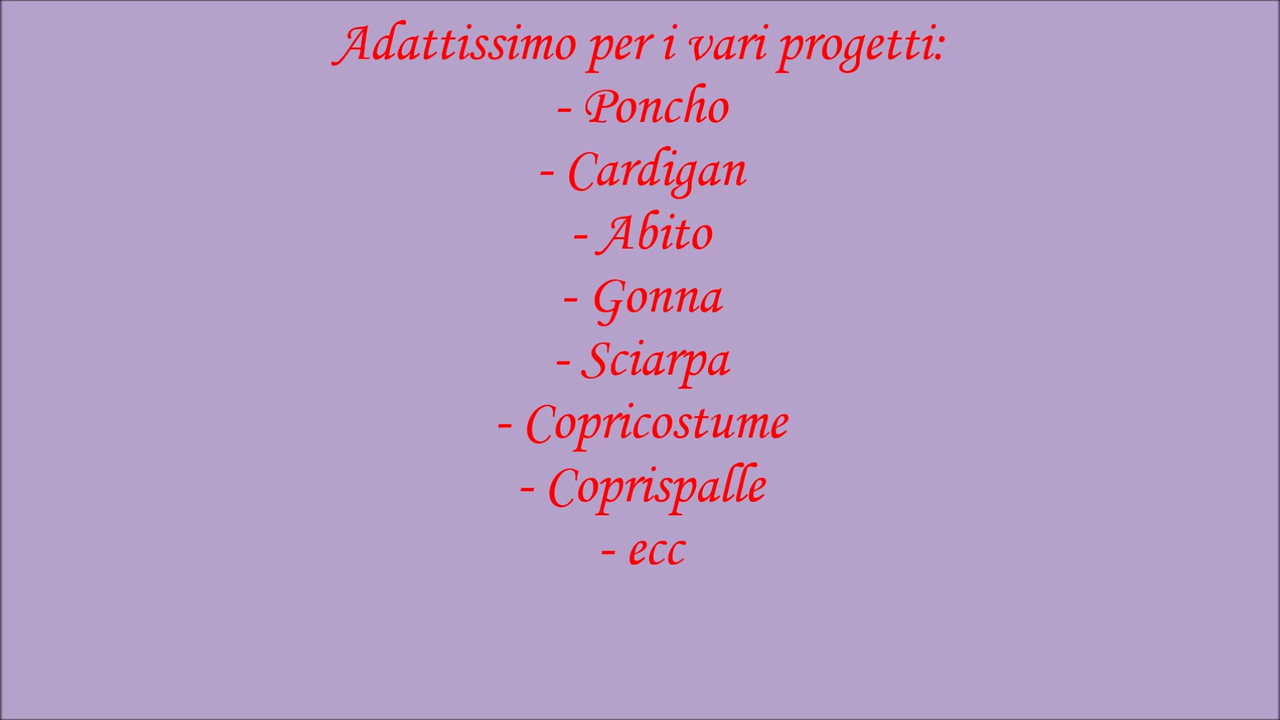 Adattissimo per i vari progetti:
- Poncho
- Cardigan
- Abito
- Gonna
- Sciarpa
- Copricostume
- Coprispalle
- ecc